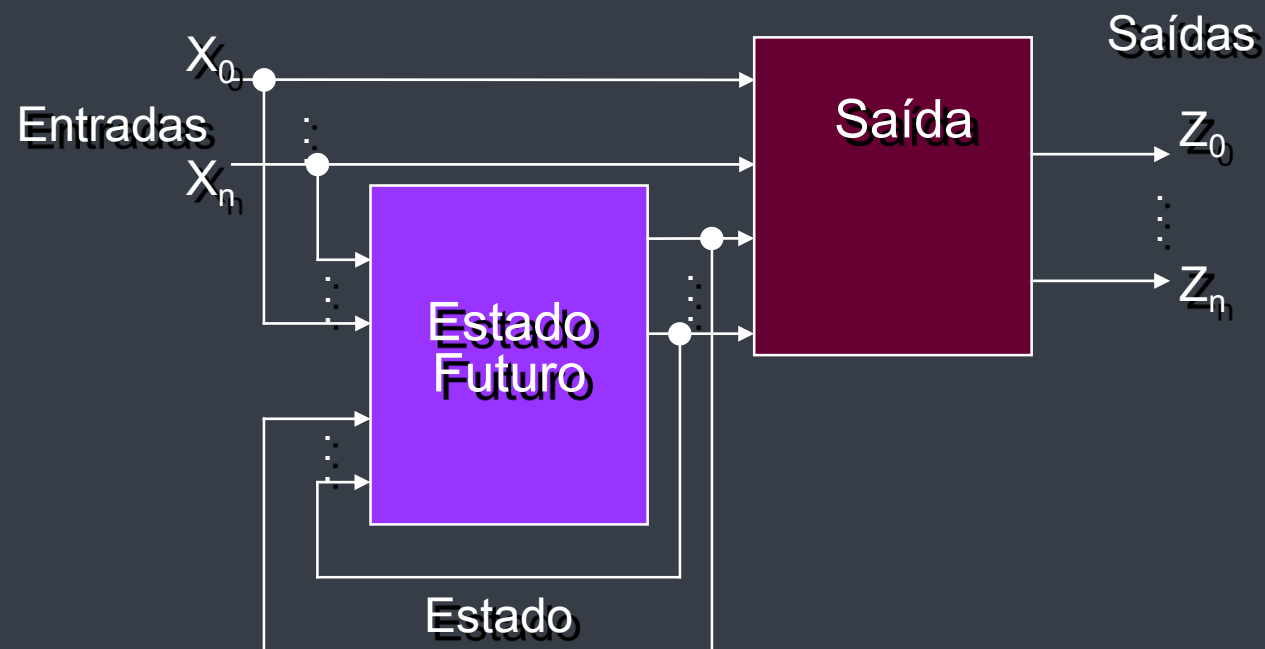 Saídas
X0
Entradas
Saída
Z0
Xn
Zn
Estado
Futuro
Estado